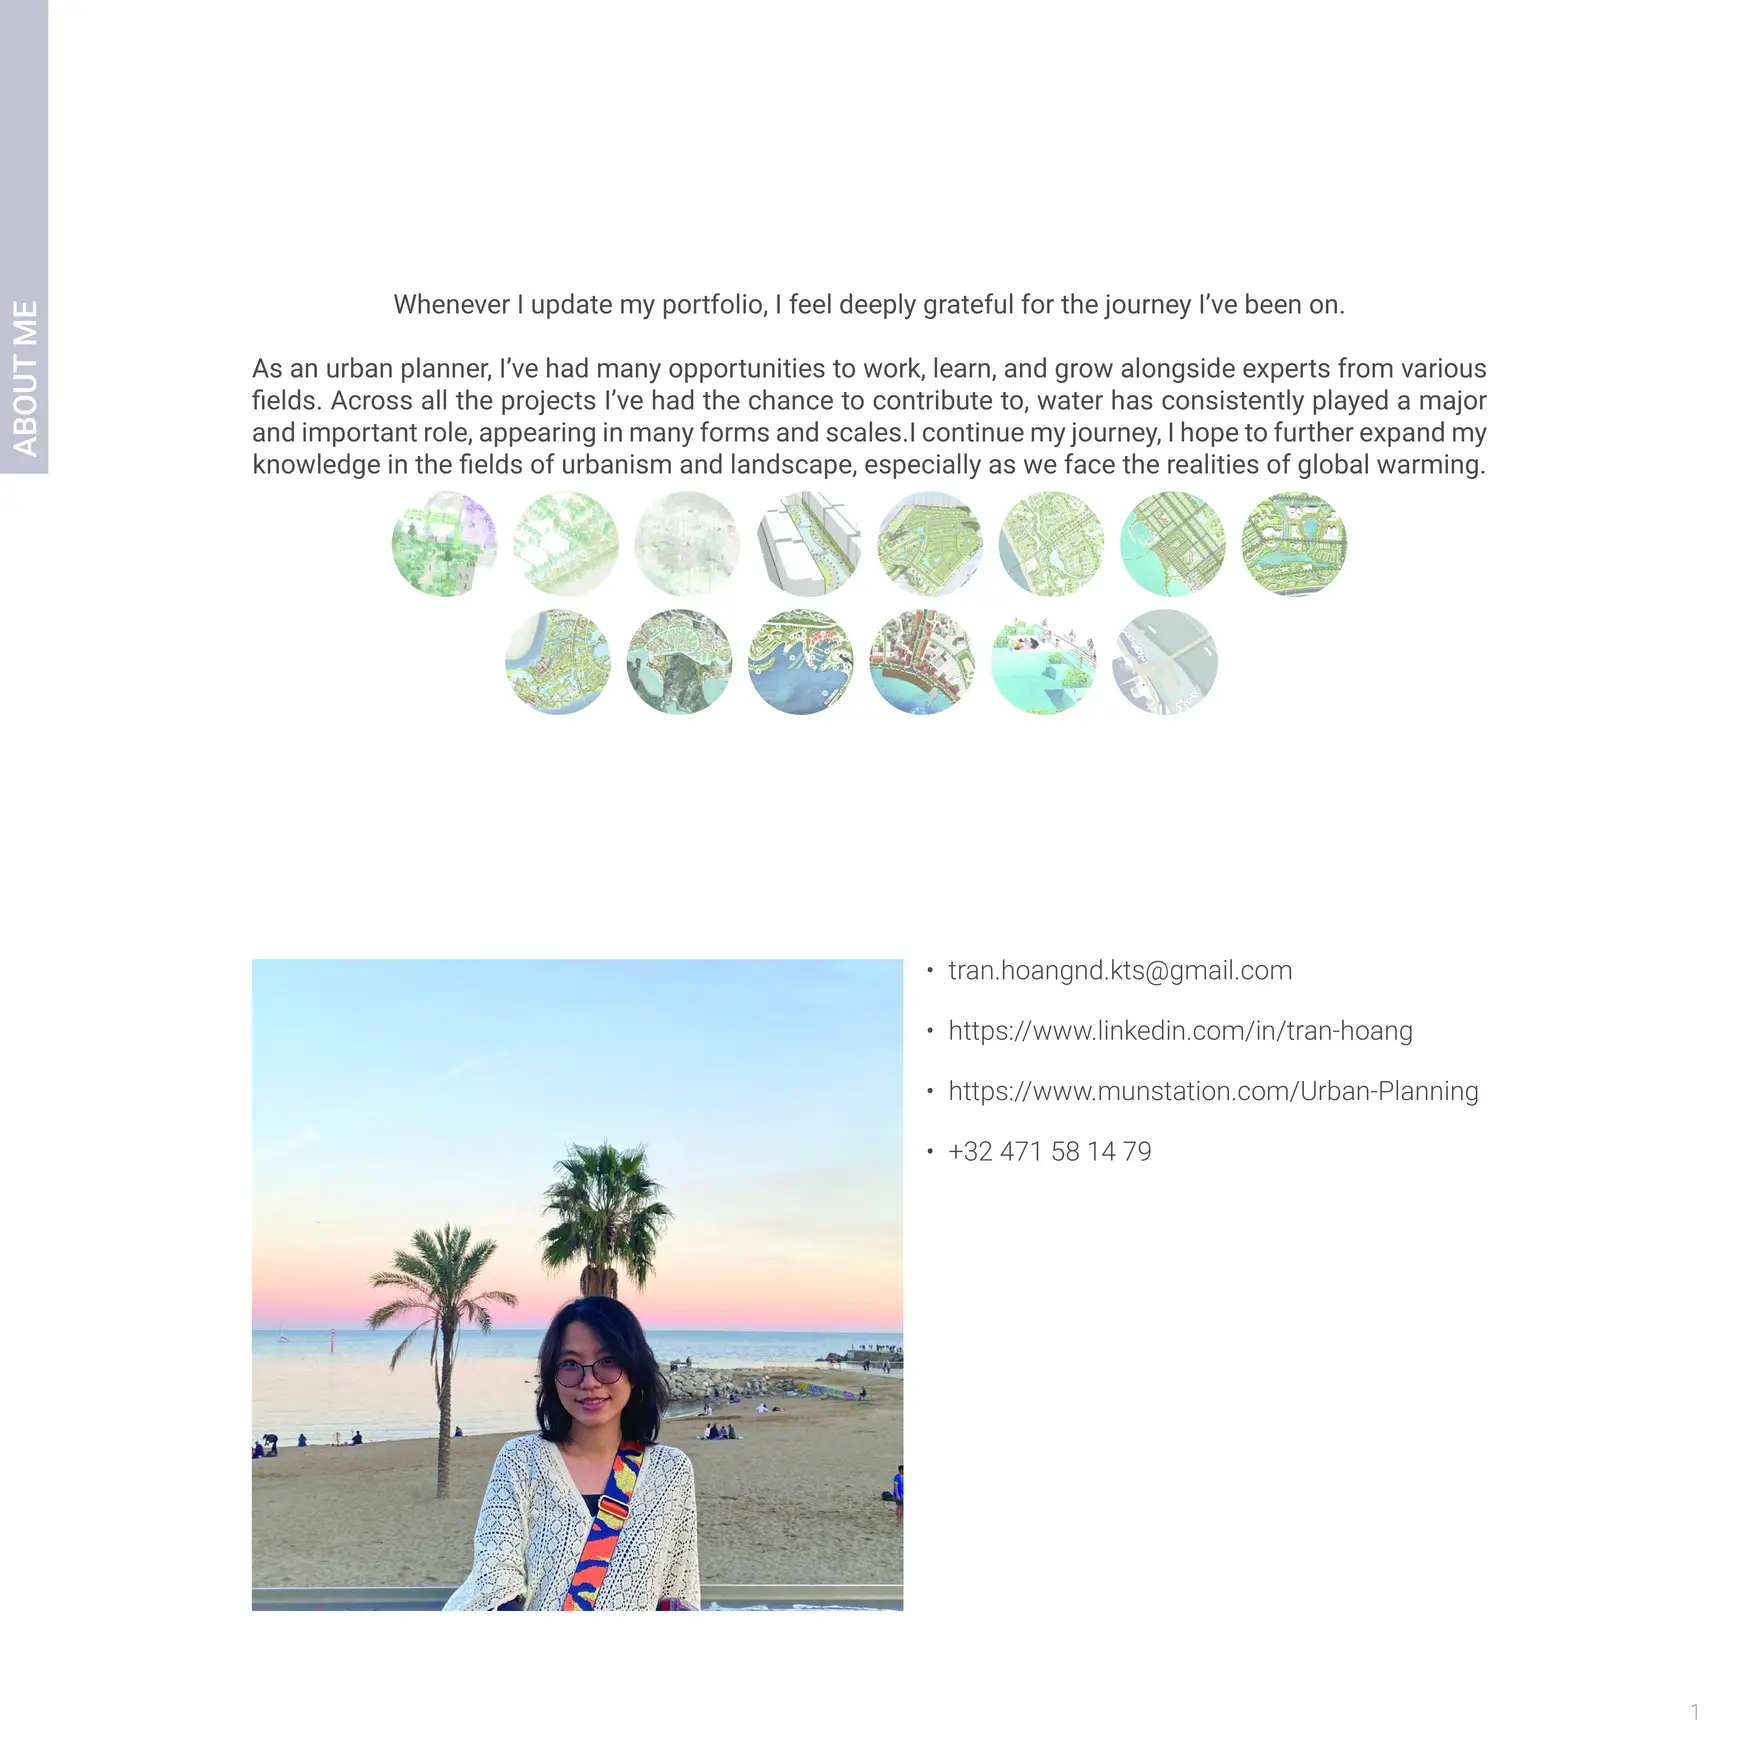 ABOUT ME
Whenever I update my portfolio, I feel deeply grateful for the journey I’ve been on.
As an urban planner, I’ve had many opportunities to work, learn, and grow alongside experts from various
fields. Across all the projects I’ve had the chance to contribute to, water has consistently played a major
and important role, appearing in many forms and scales.I continue my journey, I hope to further expand my
knowledge in the fields of urbanism and landscape, especially as we face the realities of global warming.
• tran.hoangnd.kts@gmail.com
• https://www.linkedin.com/in/tran-hoang
• https://www.munstation.com/Urban-Planning
• +32 471 58 14 79
1